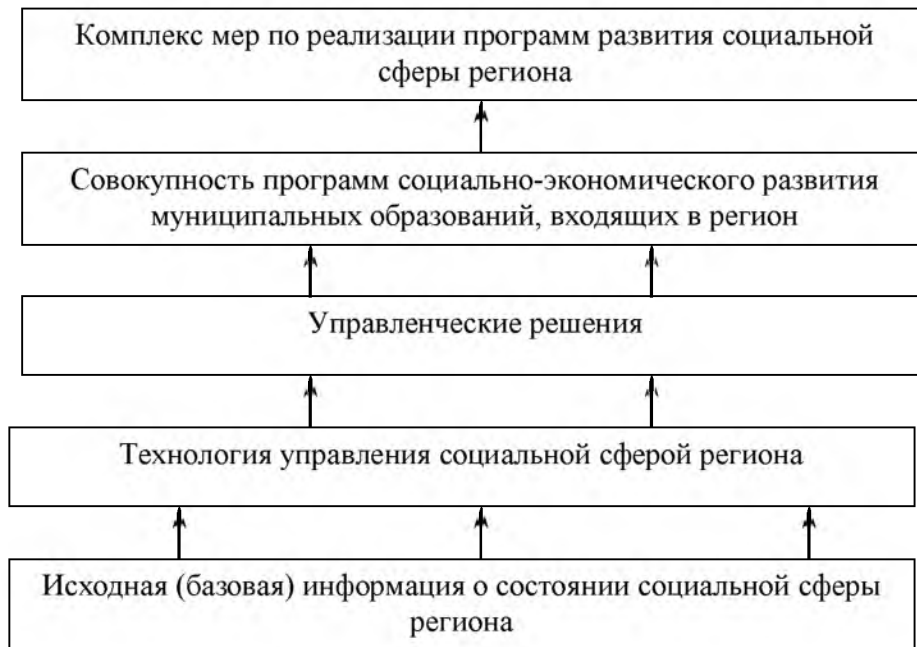 Комплекс мер по реализации программ развития социальной
сферы региона
Совокупность программ социально-экономического развития
муниципальных образований, входящих в регион
Управленческие решения
Технология управления социальной сферой региона
Исходная (базовая) информация о состоянии социальной сферы
региона